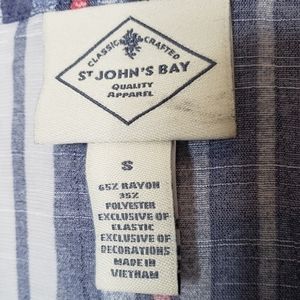 CLASSIC CRAFTED
ST JOHN'S BAY
QUALITY
APPAREL
S
65% RAYON
35%
POLYESTER
EXCLUSIVE OF
ELASTIC
EXCLUSIVE OF
DECORATIONS
MADE IN
VIETNAM